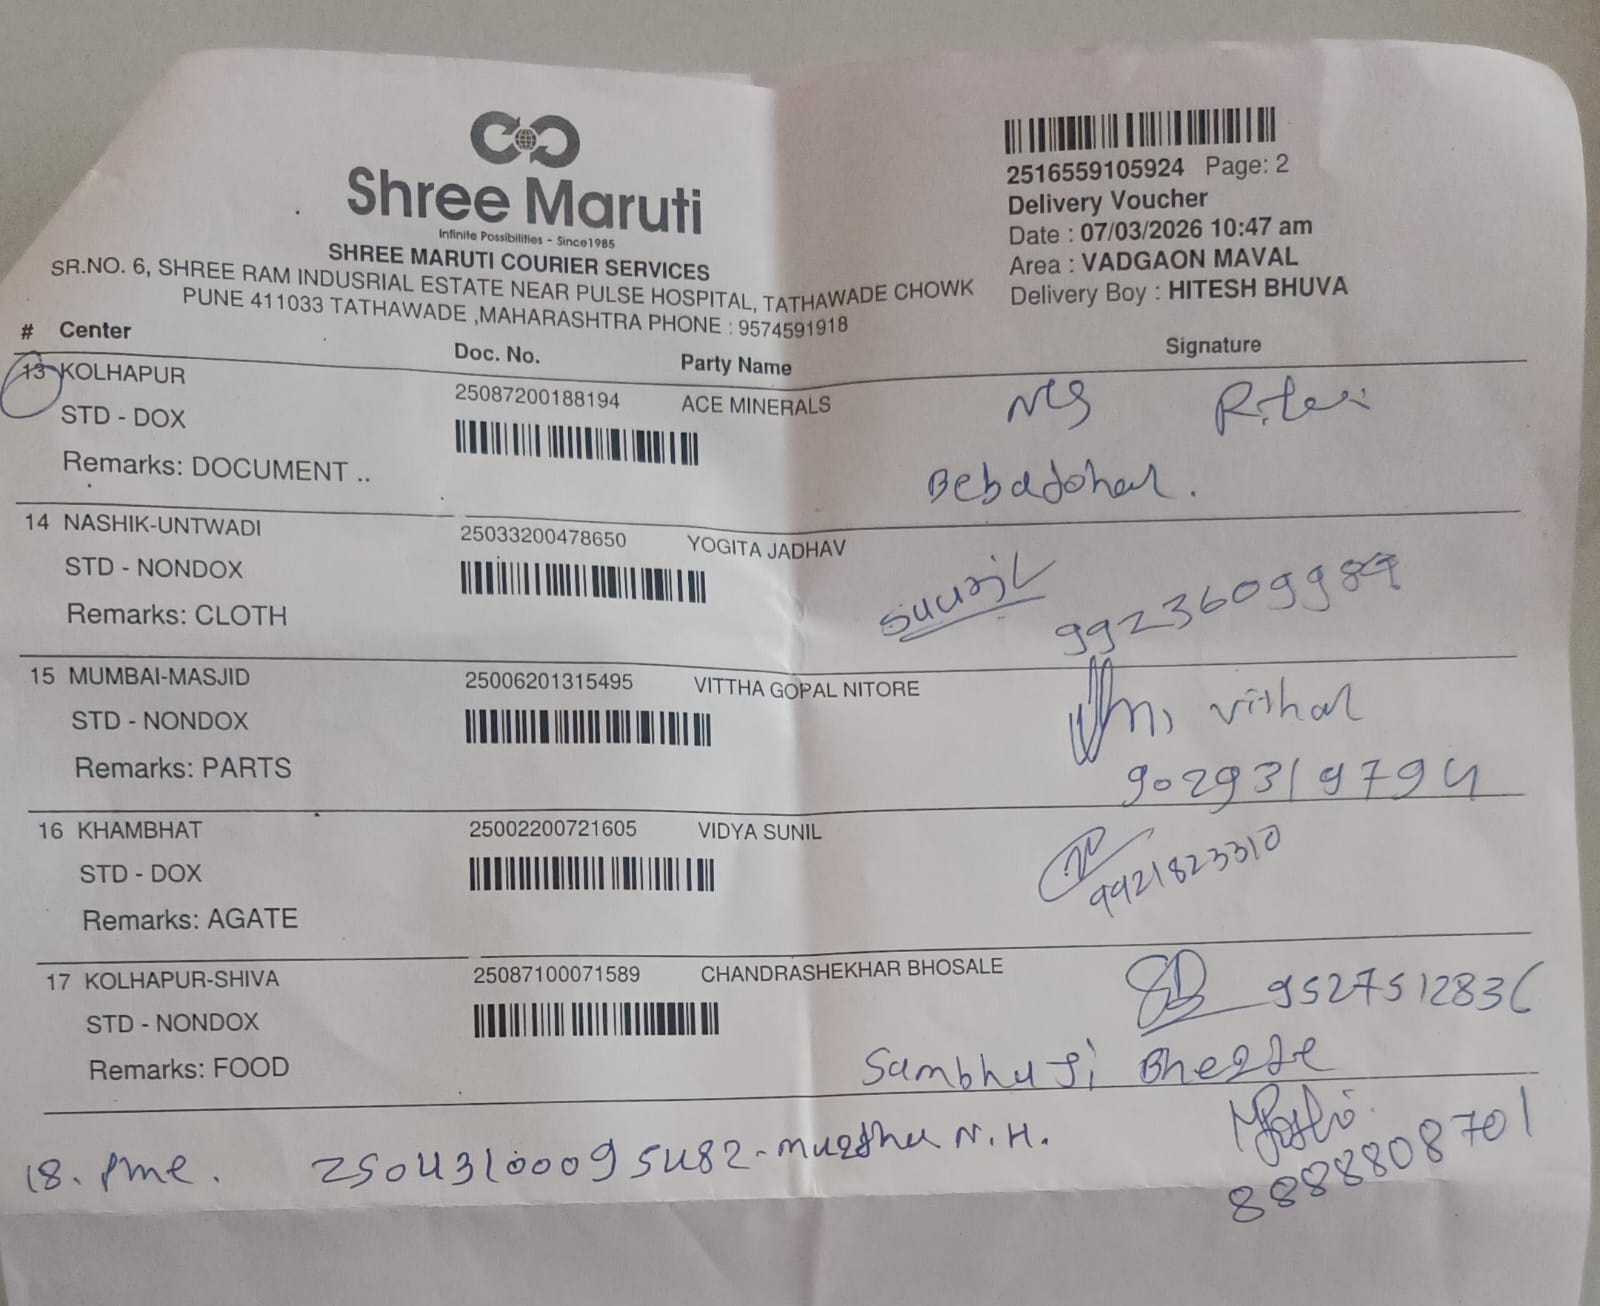 Shree Maruti
Infinite Possibilities - Since1985
SHREE MARUTI COURIER SERVICES
SR.NO. 6, SHREE RAM INDUSRIAL ESTATE NEAR PULSE HOSPITAL, TATHAWADE CHOWK
PUNE 411033 TATHAWADE ,MAHARASHTRA PHONE : 9574591918
2516559105924 Page: 2
Delivery Voucher
Date : 07/03/2026 10:47 am
Area : VADGAON MAVAL
Delivery Boy : HITESH BHUVA
# Center Doc. No. Party Name Signature
13 KOLHAPUR 25087200188194 ACE MINERALS
STD - DOX
Remarks: DOCUMENT ..
14 NASHIK-UNTWADI 25033200478650 YOGITA JADHAV
STD - NONDOX 9923609989
Remarks: CLOTH
15 MUMBAI-MASJID 25006201315495 VITTHA GOPAL NITORE
STD - NONDOX vithal
Remarks: PARTS 9029319794
16 KHAMBHAT 25002200721605 VIDYA SUNIL
STD - DOX 9921823310
Remarks: AGATE
17 KOLHAPUR-SHIVA 25087100071589 CHANDRASHEKHAR BHOSALE
STD - NONDOX 9527512836
Remarks: FOOD Sambhuji
18. pme. 25043100095482 - N.H.
8888808701